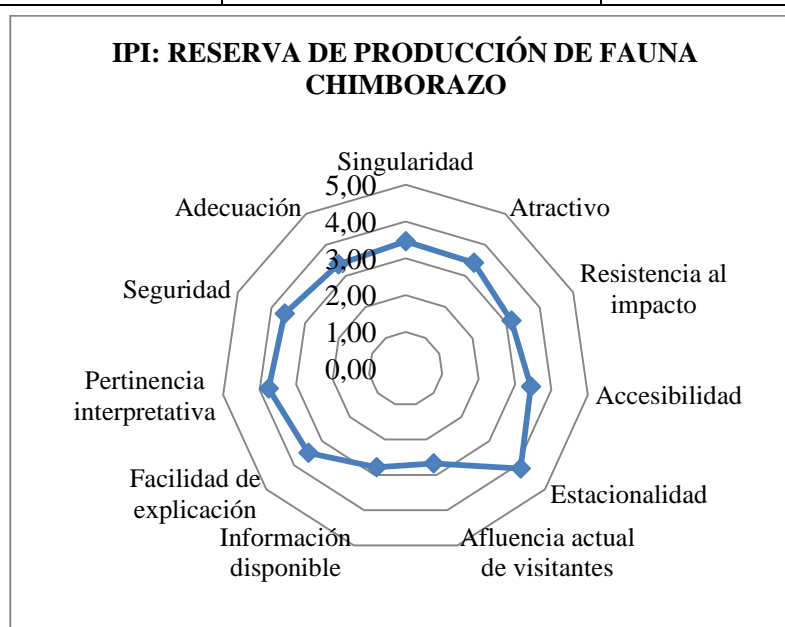 IPI: RESERVA DE PRODUCCIÓN DE FAUNA
CHIMBORAZO
Singularidad
5,00
4,00
3,00
2,00
1,00
0,00
Atractivo
Resistencia al
impacto
Accesibilidad
Estacionalidad
Afluencia actual
de visitantes
Información
disponible
Facilidad de
explicación
Pertinencia
interpretativa
Seguridad
Adecuación